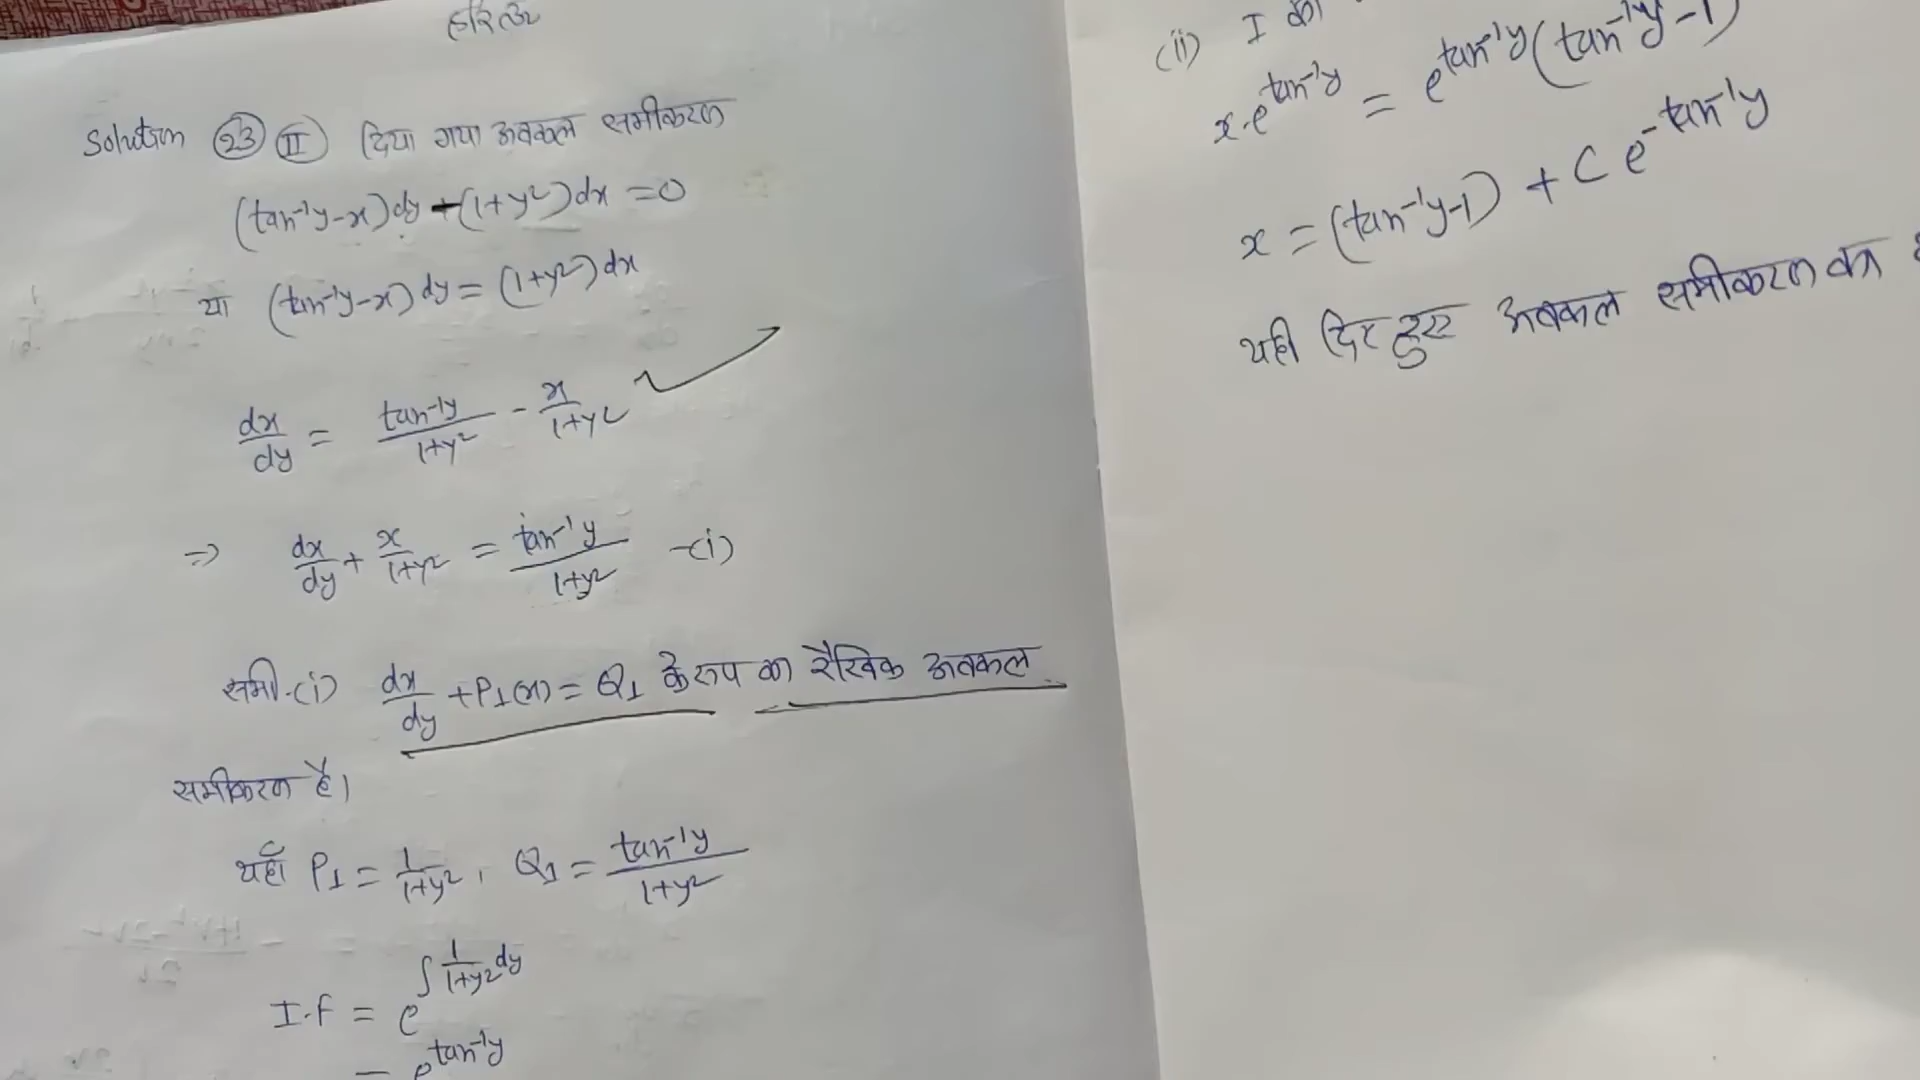 Solution (23) (II) दिया गया अवकल समीकरण
(tan⁻¹y-x)dy-(1+y²)dx=0
या (tan⁻¹y-x)dy=(1+y²)dx
dx/dy = tan⁻¹y/1+y² - x/1+y²
⇒ dx/dy + x/1+y² = tan⁻¹y/1+y² -(i)
समी-(i) dx/dy +P1(x)=Q1 के रूप का रैखिक अवकल
समीकरण है।
यहाँ P1 = 1/1+y², Q1 = tan⁻¹y/1+y²
I.f = e^∫1/1+y² dy
= e^tan⁻¹y
(ii) I का
x.e^tan⁻¹y = e^tan⁻¹y(tan⁻¹y-1)
x = (tan⁻¹y-1) + C e^-tan⁻¹y
यही दिए हुए अवकल समीकरण का